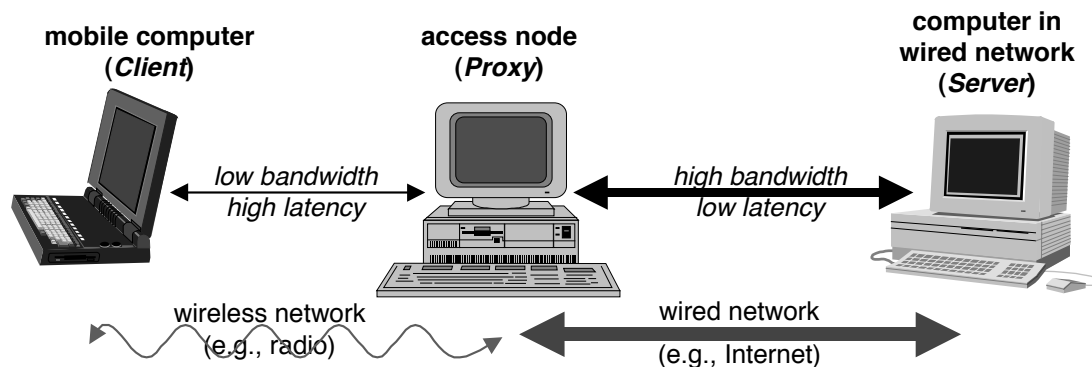 mobile computer
(Client)
access node
(Proxy)
computer in
wired network
(Server)
low bandwidth
high latency
high bandwidth
low latency
wireless network
(e.g., radio)
wired network
(e.g., Internet)